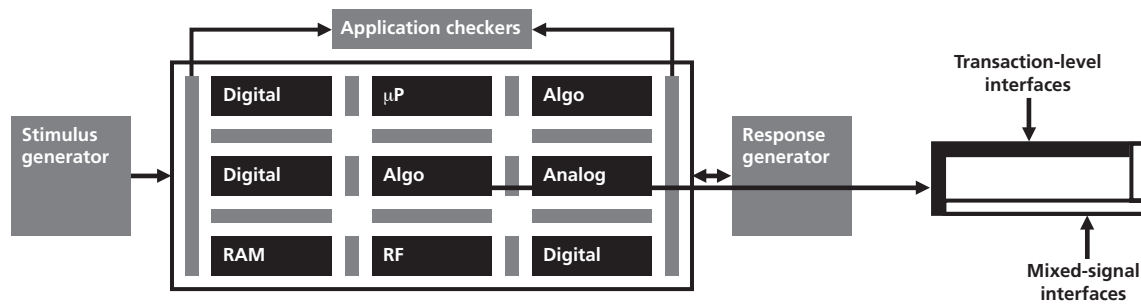 Application checkers
Transaction-level
interfaces
Digital
μP
Algo
Stimulus
generator
Response
generator
Digital
Algo
Analog
RAM
RF
Digital
Mixed-signal
interfaces